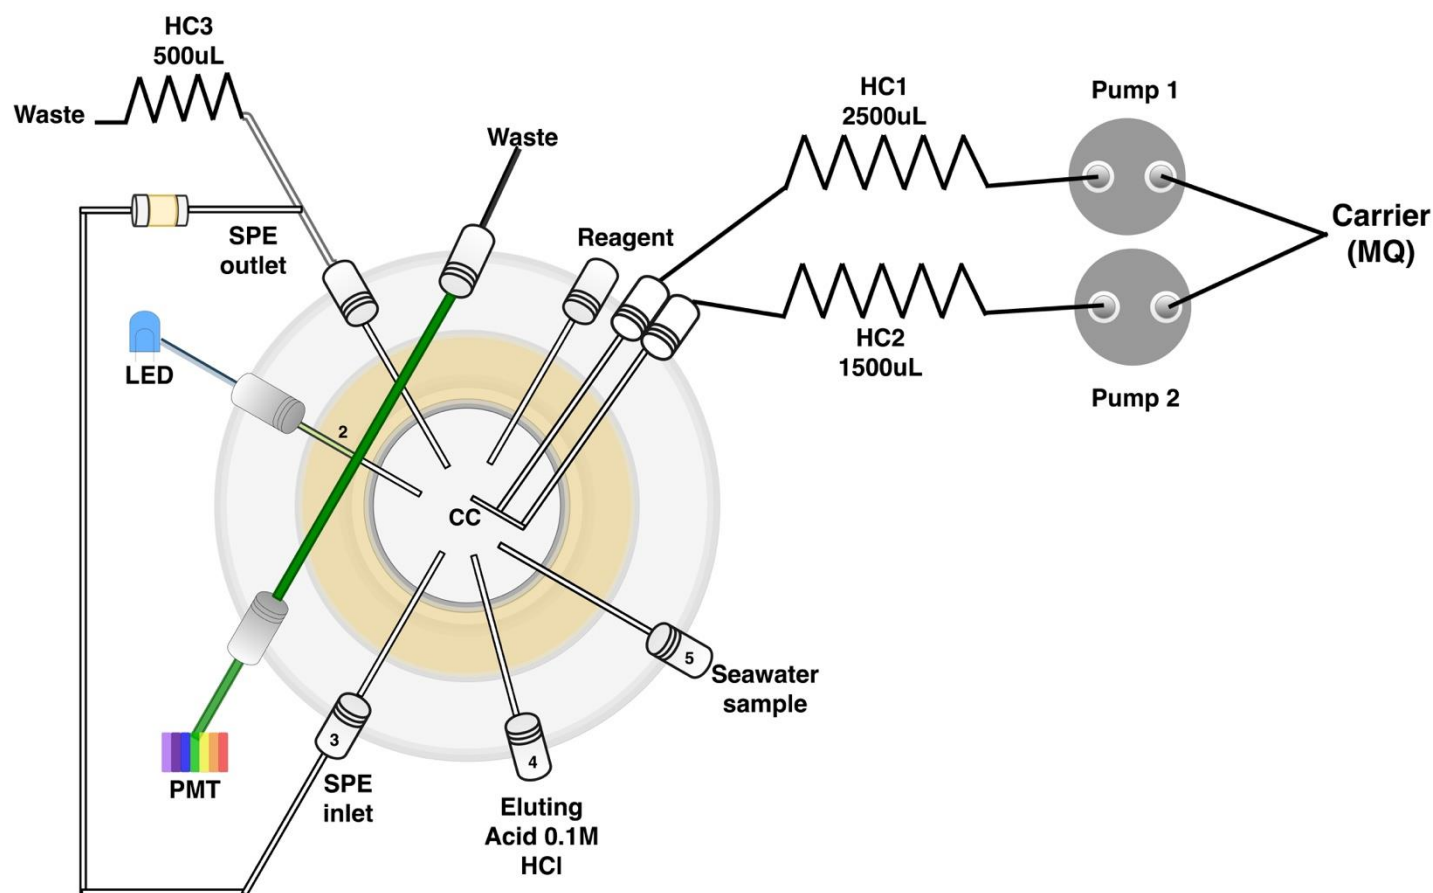 HC3
500uL
Waste
Waste
HC1
2500uL
Pump 1
Reagent
SPE
outlet
Carrier
(MQ)
LED
HC2
1500uL
Pump 2
2
CC
5
Seawater
sample
3
4
PMT
SPE
inlet
Eluting
Acid 0.1M
HCl